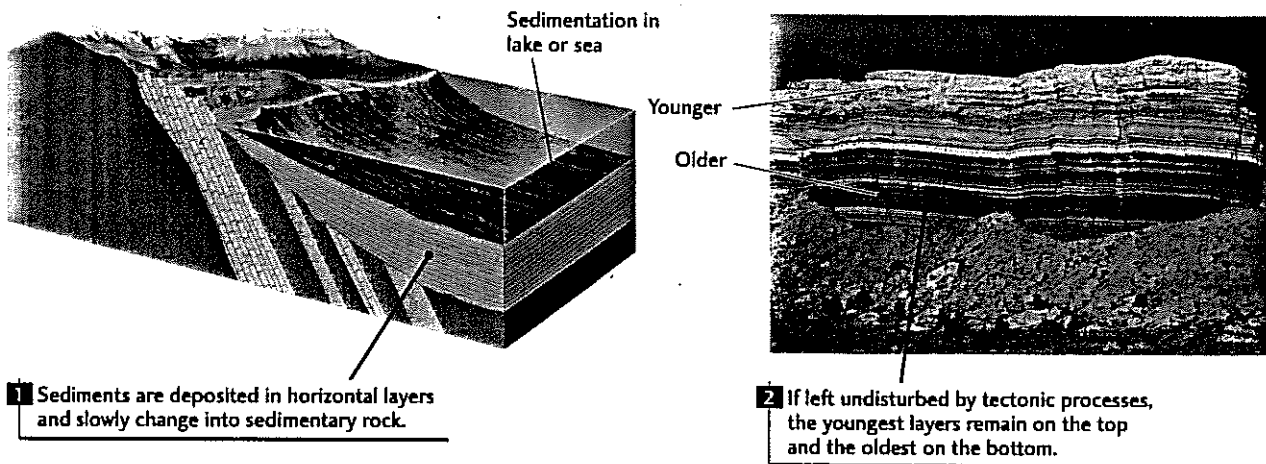 Sedimentation in
lake or sea
Younger
Older
1 Sediments are deposited in horizontal layers
and slowly change into sedimentary rock.
2 If left undisturbed by tectonic processes,
the youngest layers remain on the top
and the oldest on the bottom.